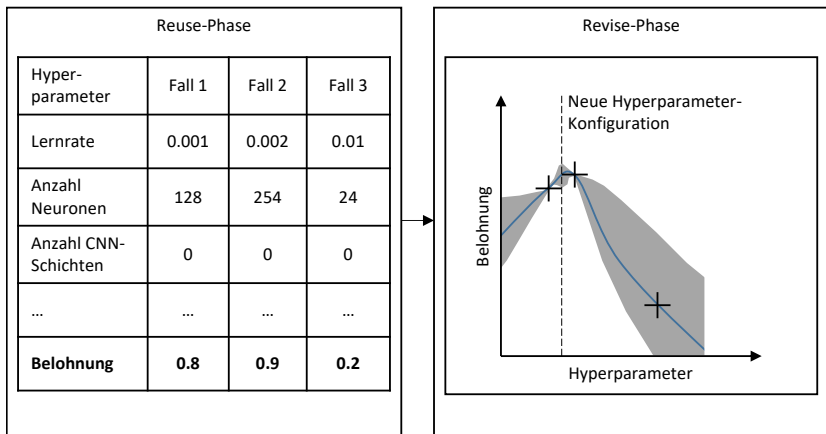 Reuse-Phase
Hyper-
parameter
Fall 1
Fall 2
Fall 3
Lernrate
0.001
0.002
0.01
Anzahl
Neuronen
128
254
24
Anzahl CNN-
Schichten
0
0
0
...
...
...
...
Belohnung
0.8
0.9
0.2
Revise-Phase
Neue Hyperparameter-
Konfiguration
Belohnung
Hyperparameter